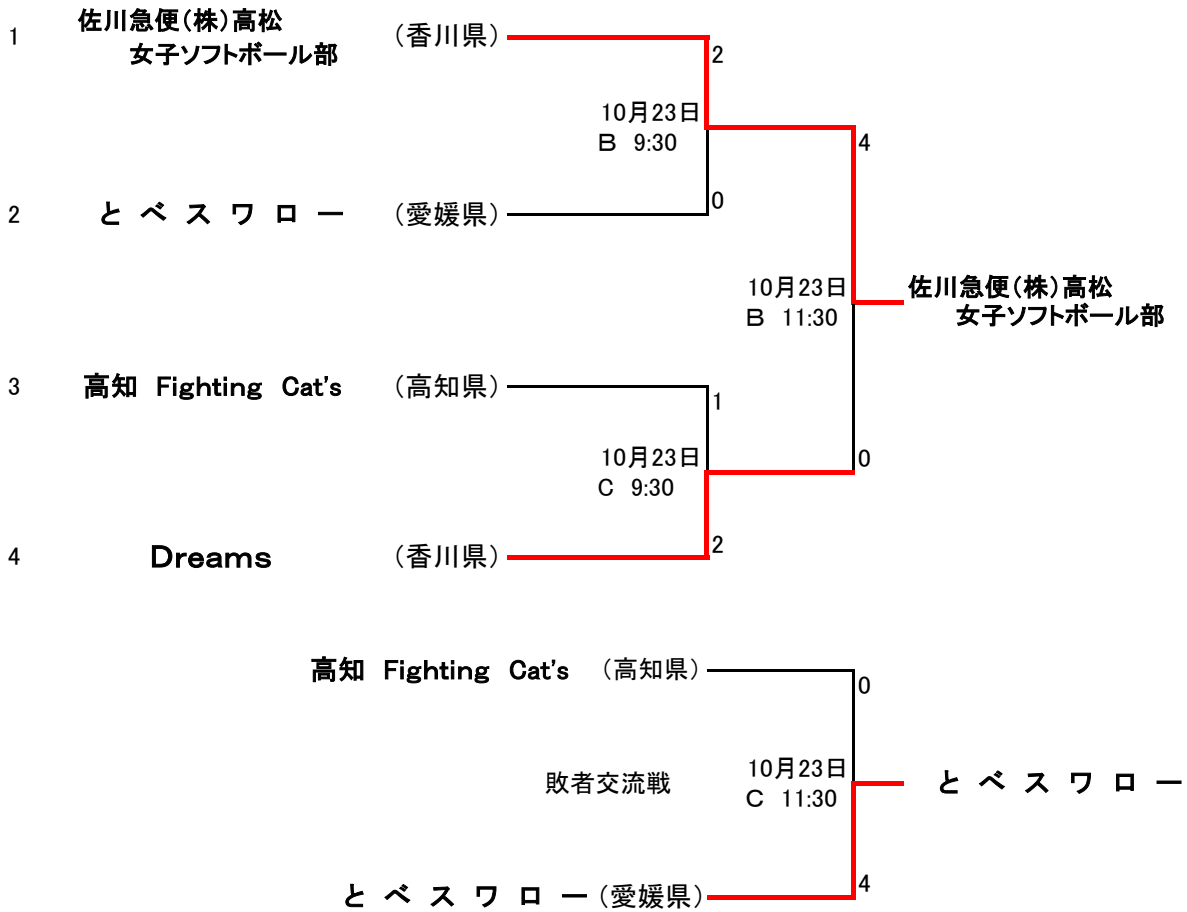 1 佐川急便(株)高松 (香川県)
女子ソフトボール部
2
10月23日
B 9:30
4
0
2 とべスワロー (愛媛県)
10月23日
B 11:30
佐川急便(株)高松
女子ソフトボール部
3 高知 Fighting Cat's (高知県)
1
10月23日
C 9:30
0
2
4 Dreams (香川県)
高知 Fighting Cat's (高知県)
0
敗者交流戦
10月23日
C 11:30
とべスワロー
4
とべスワロー (愛媛県)